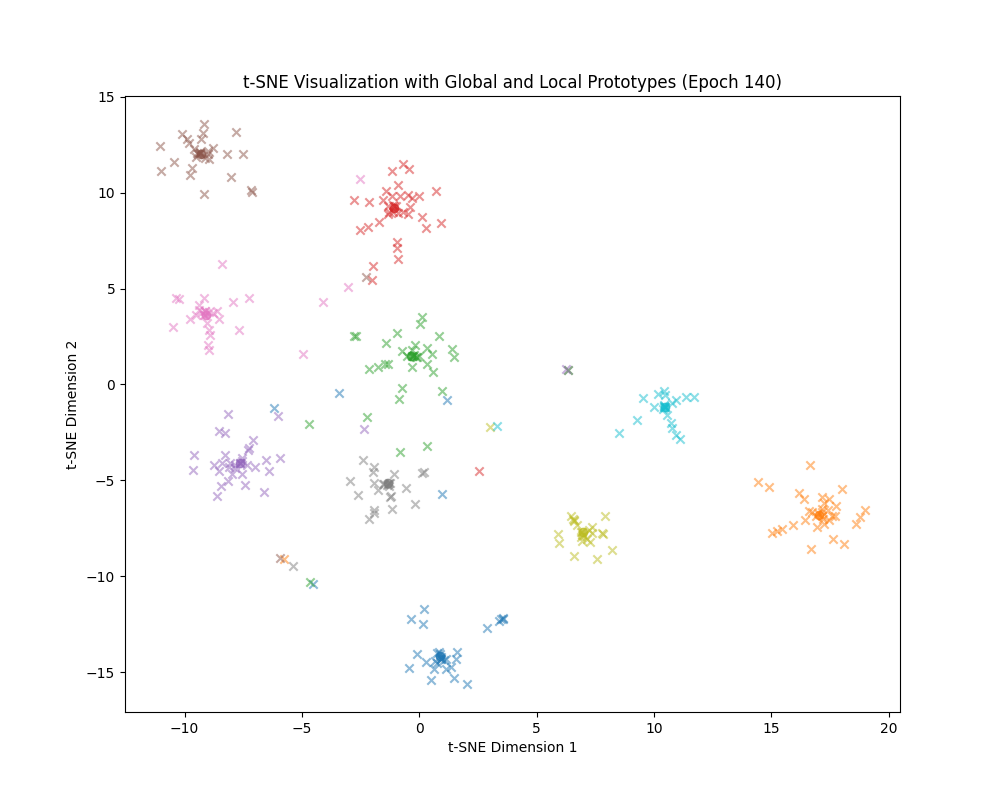 t-SNE Visualization with Global and Local Prototypes (Epoch 140)
15
10
5
0
−5
−10
−15
t-SNE Dimension 2
−10 −5 0 5 10 15 20
t-SNE Dimension 1